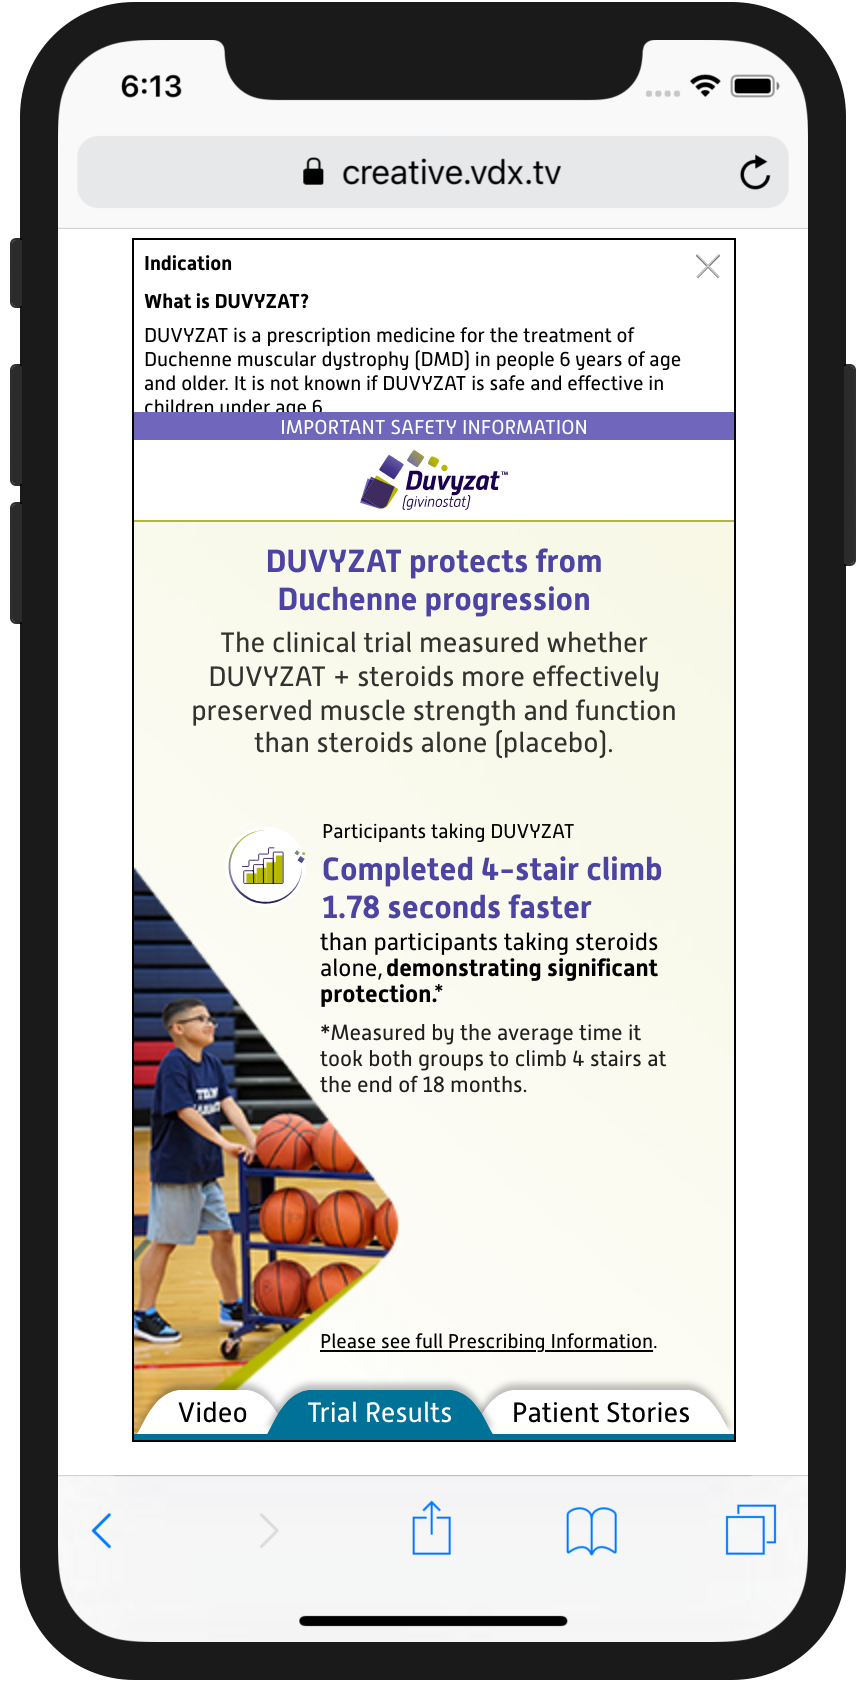 6:13
creative.vdx.tv
Indication
What is DUVYZAT?
DUVYZAT is a prescription medicine for the treatment of
Duchenne muscular dystrophy (DMD) in people 6 years of age
and older. It is not known if DUVYZAT is safe and effective in
children under age 6
IMPORTANT SAFETY INFORMATION
Duvyzat™
(givinostat)
DUVYZAT protects from
Duchenne progression
The clinical trial measured whether
DUVYZAT + steroids more effectively
preserved muscle strength and function
than steroids alone (placebo).
Participants taking DUVYZAT
Completed 4-stair climb
1.78 seconds faster
than participants taking steroids
alone, demonstrating significant
protection.*
*Measured by the average time it
took both groups to climb 4 stairs at
the end of 18 months.
Please see full Prescribing Information.
Video
Trial Results
Patient Stories